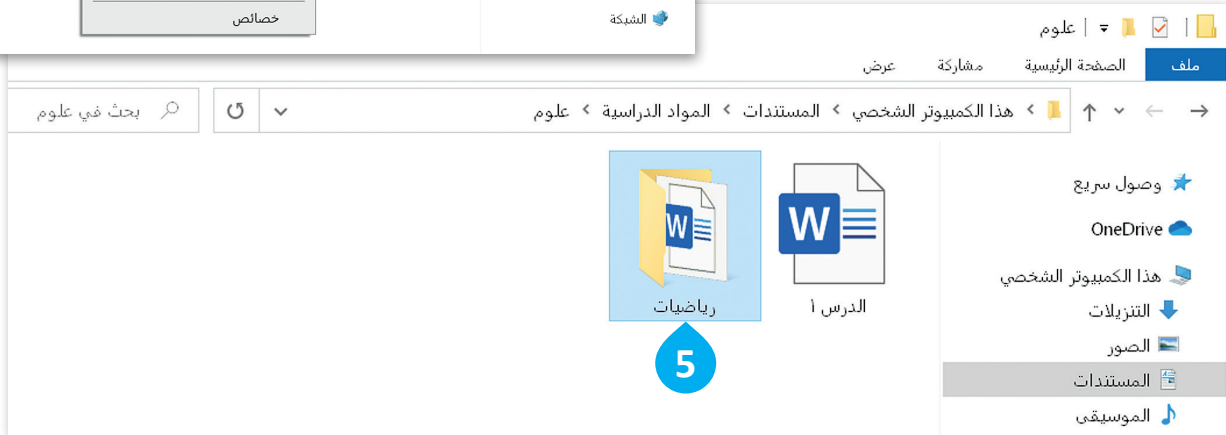 خصائص
الشبكة
علوم
ملف الصفحة الرئيسية مشاركة عرض
هذا الكمبيوتر الشخصي > المستندات > المواد الدراسية > علوم
بحث في علوم
وصول سريع
OneDrive
هذا الكمبيوتر الشخصي
التنزيلات
الصور
المستندات
الموسيقى
W
الدرس ١
W
رياضيات
5